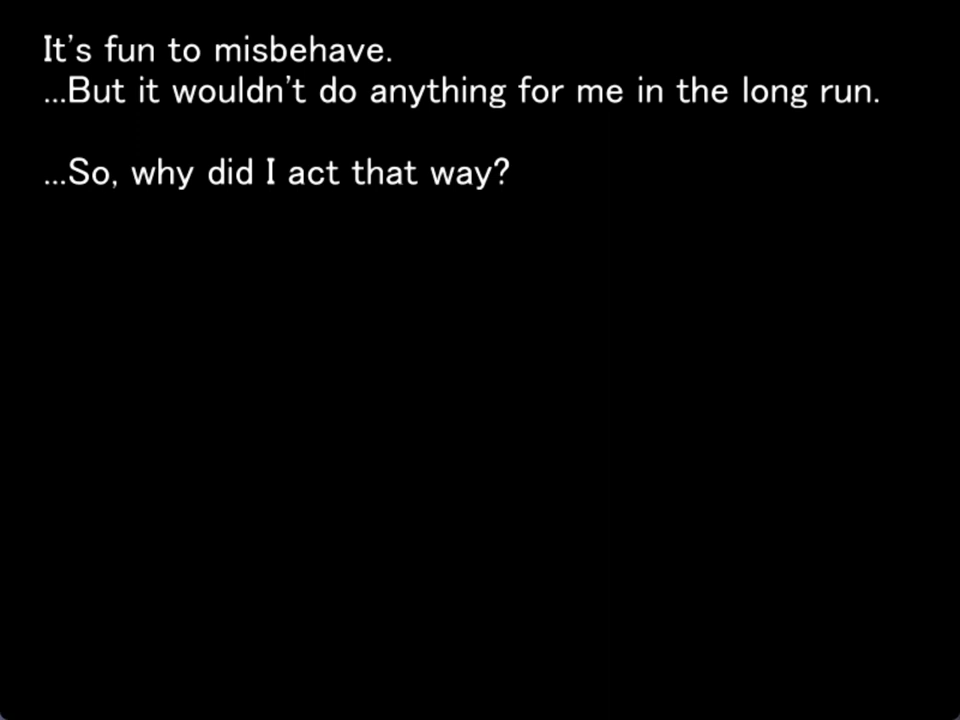 It's fun to misbehave.
...But it wouldn't do anything for me in the long run.
...So, why did I act that way?